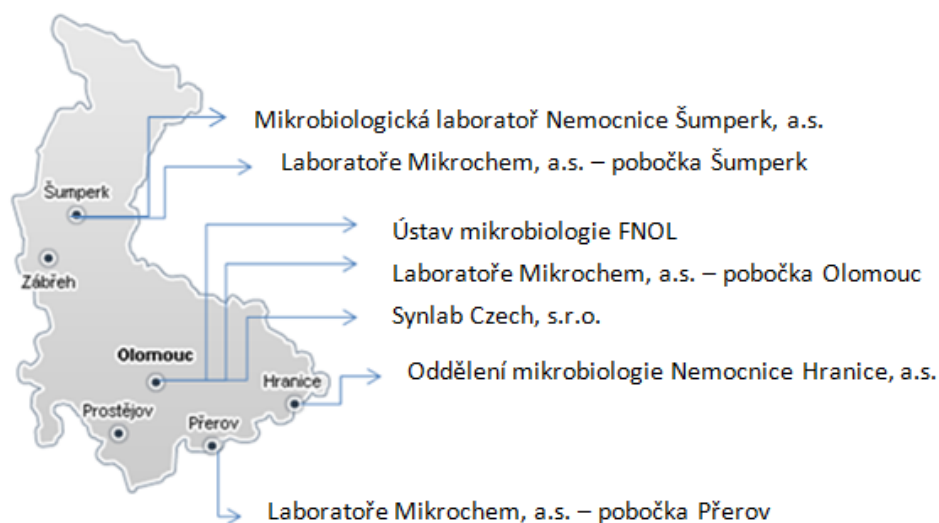 Mikrobiologická laboratoř Nemocnice Šumperk, a.s.
Laboratoře Mikrochem, a.s. – pobočka Šumperk
Šumperk
Ústav mikrobiologie FNOL
Zábřeh
Laboratoře Mikrochem, a.s. – pobočka Olomouc
Synlab Czech, s.r.o.
Olomouc
Oddělení mikrobiologie Nemocnice Hranice, a.s.
Hranice
Prostějov
Přerov
Laboratoře Mikrochem, a.s. – pobočka Přerov